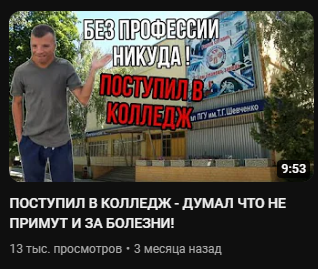 БЕЗ ПРОФЕССИИ
НИКУДА !
ПОСТУПИЛ В
КОЛЛЕДЖ
ПГУ им.Т.Г.Шевченко
9:53
ПОСТУПИЛ В КОЛЛЕДЖ - ДУМАЛ ЧТО НЕ
ПРИМУТ И ЗА БОЛЕЗНИ!
13 тыс. просмотров • 3 месяца назад